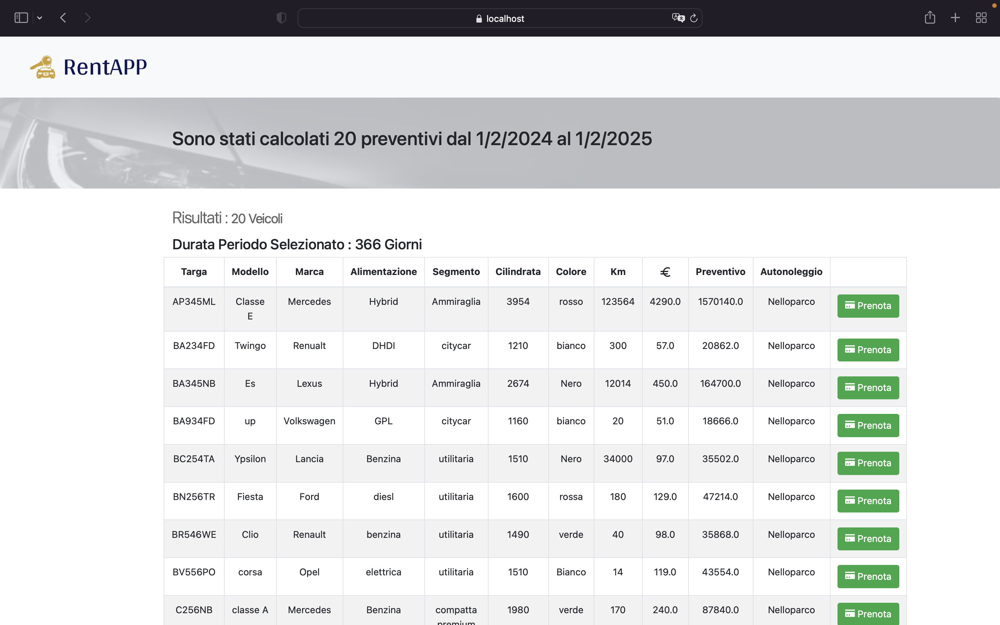 localhost
RentAPP
Sono stati calcolati 20 preventivi dal 1/2/2024 al 1/2/2025
Risultati : 20 Veicoli
Durata Periodo Selezionato : 366 Giorni
Targa Modello Marca Alimentazione Segmento Cilindrata Colore Km € Preventivo Autonoleggio
AP345ML Classe E Mercedes Hybrid Ammiraglia 3954 rosso 123564 4290.0 1570140.0 Nelloparco Prenota
BA234FD Twingo Renualt DHDI citycar 1210 bianco 300 57.0 20862.0 Nelloparco Prenota
BA345NB Es Lexus Hybrid Ammiraglia 2674 Nero 12014 450.0 164700.0 Nelloparco Prenota
BA934FD up Volkswagen GPL citycar 1160 bianco 20 51.0 18666.0 Nelloparco Prenota
BC254TA Ypsilon Lancia Benzina utilitaria 1510 Nero 34000 97.0 35502.0 Nelloparco Prenota
BN256TR Fiesta Ford diesl utilitaria 1600 rossa 180 129.0 47214.0 Nelloparco Prenota
BR546WE Clio Renault benzina utilitaria 1490 verde 40 98.0 35868.0 Nelloparco Prenota
BV556PO corsa Opel elettrica utilitaria 1510 Bianco 14 119.0 43554.0 Nelloparco Prenota
C256NB classe A Mercedes Benzina compatta premium 1980 verde 170 240.0 87840.0 Nelloparco Prenota